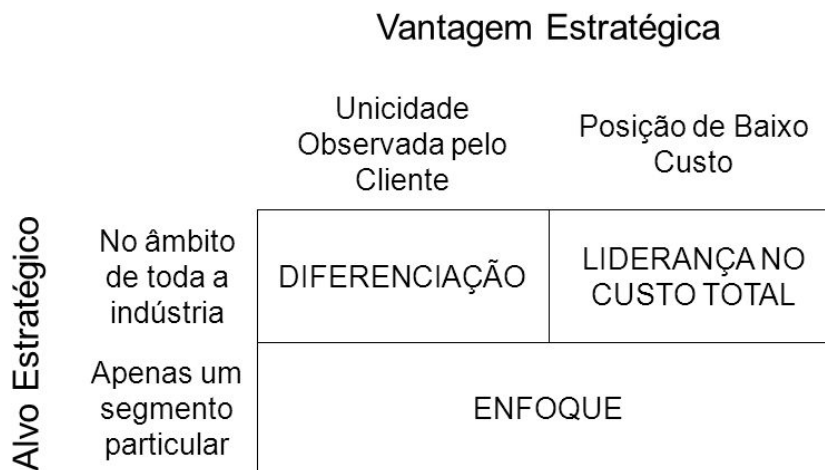 Vantagem Estratégica
Unicidade
Observada pelo
Cliente
Posição de Baixo
Custo
Alvo Estratégico
No âmbito
de toda a
indústria
DIFERENCIAÇÃO
LIDERANÇA NO
CUSTO TOTAL
Apenas um
segmento
particular
ENFOQUE